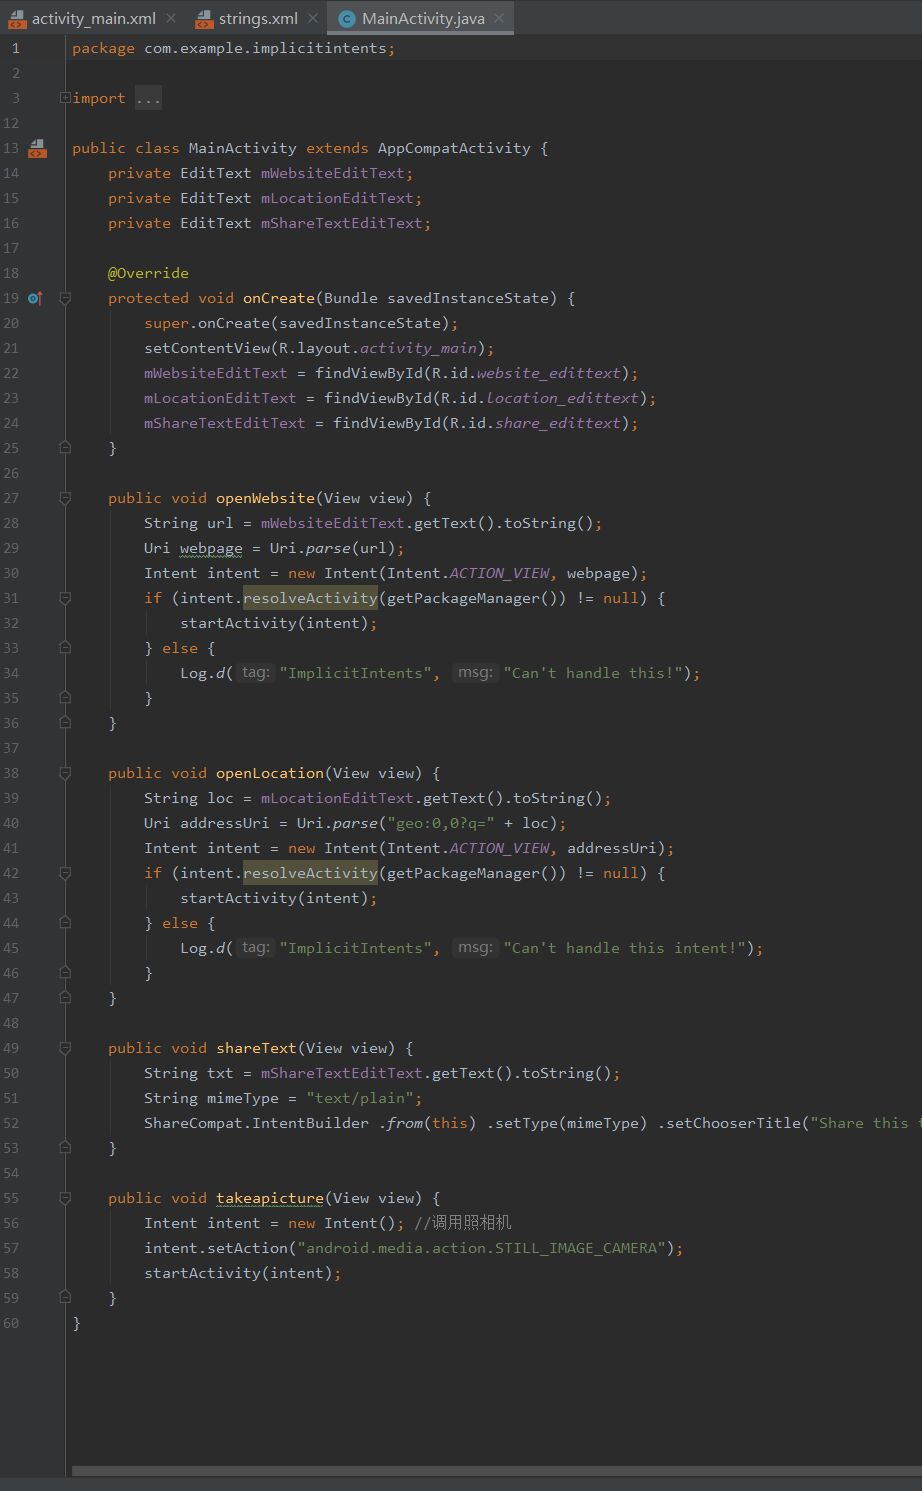 activity_main.xml strings.xml MainActivity.java
1 package com.example.implicitintents;
2
3 import ...
12
13 public class MainActivity extends AppCompatActivity {
14 private EditText mWebsiteEditText;
15 private EditText mLocationEditText;
16 private EditText mShareTextEditText;
17
18 @Override
19 protected void onCreate(Bundle savedInstanceState) {
20 super.onCreate(savedInstanceState);
21 setContentView(R.layout.activity_main);
22 mWebsiteEditText = findViewById(R.id.website_edittext);
23 mLocationEditText = findViewById(R.id.location_edittext);
24 mShareTextEditText = findViewById(R.id.share_edittext);
25 }
26
27 public void openWebsite(View view) {
28 String url = mWebsiteEditText.getText().toString();
29 Uri webpage = Uri.parse(url);
30 Intent intent = new Intent(Intent.ACTION_VIEW, webpage);
31 if (intent.resolveActivity(getPackageManager()) != null) {
32 startActivity(intent);
33 } else {
34 Log.d( tag: "ImplicitIntents", msg: "Can't handle this!");
35 }
36 }
37
38 public void openLocation(View view) {
39 String loc = mLocationEditText.getText().toString();
40 Uri addressUri = Uri.parse("geo:0,0?q=" + loc);
41 Intent intent = new Intent(Intent.ACTION_VIEW, addressUri);
42 if (intent.resolveActivity(getPackageManager()) != null) {
43 startActivity(intent);
44 } else {
45 Log.d( tag: "ImplicitIntents", msg: "Can't handle this intent!");
46 }
47 }
48
49 public void shareText(View view) {
50 String txt = mShareTextEditText.getText().toString();
51 String mimeType = "text/plain";
52 ShareCompat.IntentBuilder .from(this) .setType(mimeType) .setChooserTitle("Share this
53 }
54
55 public void takeapicture(View view) {
56 Intent intent = new Intent(); //调用照相机
57 intent.setAction("android.media.action.STILL_IMAGE_CAMERA");
58 startActivity(intent);
59 }
60 }